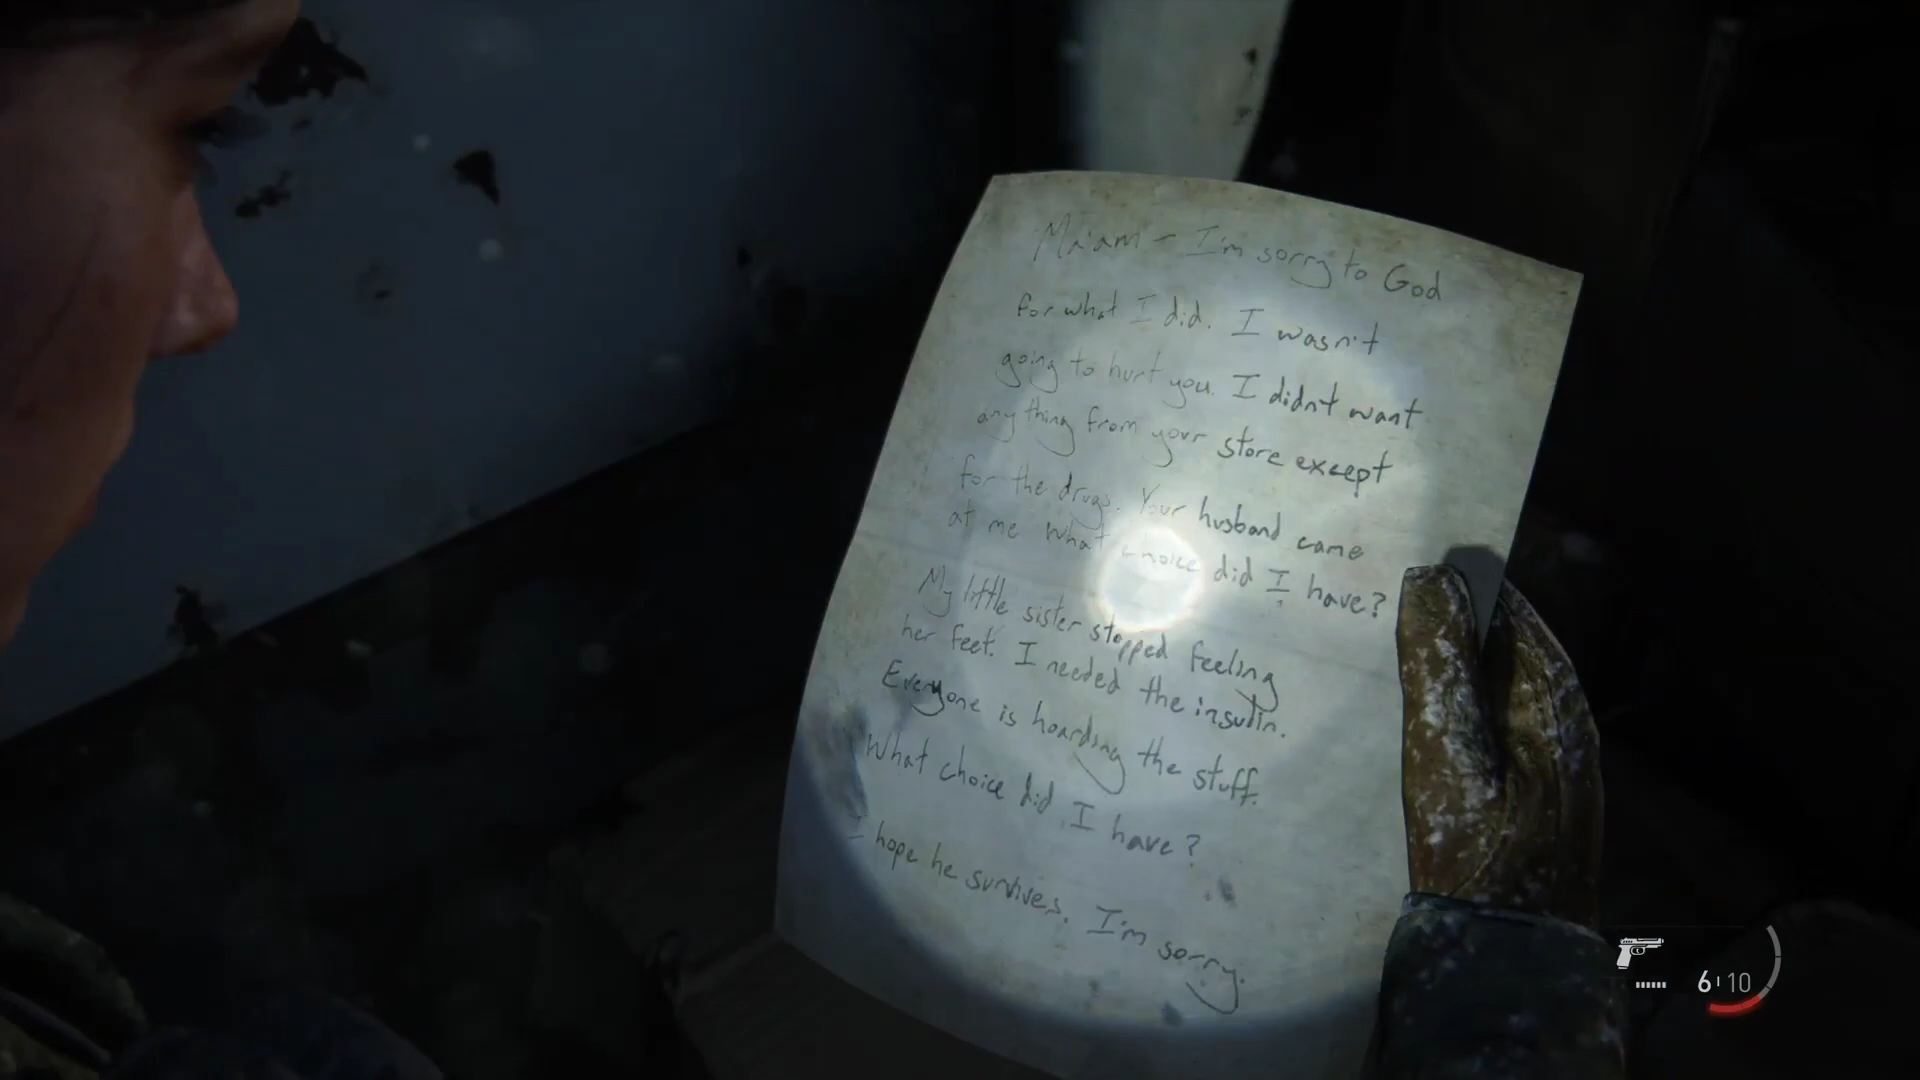 Ma'am - I'm sorry to God
for what I did. I wasn't
going to hurt you. I didn't want
anything from your store except
for the drugs. Your husband came
at me what choice did I have?
My little sister stopped feeling
her feet. I needed the insulin.
Everyone is hoarding the stuff.
What choice did I have?
I hope he survives. I'm sorry.
6 10